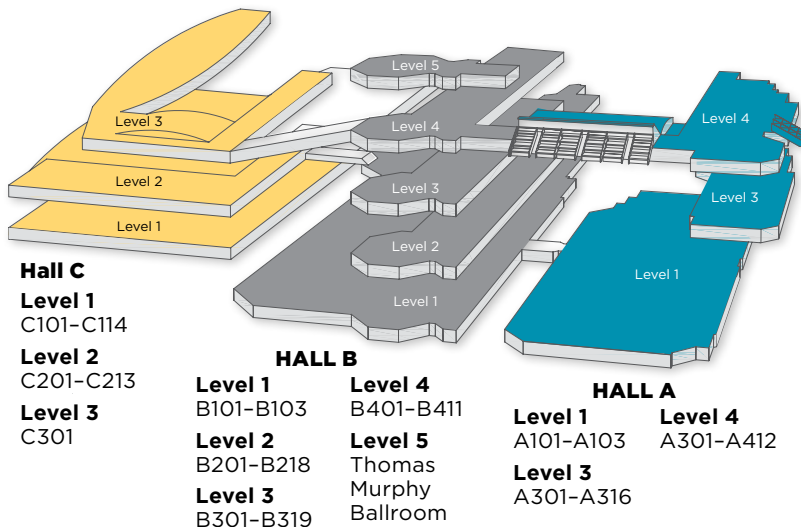 Level 5
Level 3
Level 4
Level 4
Level 2
Level 3
Level 3
Level 1
Level 2
Level 1
Level 1
Hall C
Level 1
C101–C114
Level 2
C201–C213
Level 3
C301
HALL B
Level 1
B101–B103
Level 2
B201–B218
Level 3
B301–B319
Level 4
B401–B411
Level 5
Thomas
Murphy
Ballroom
HALL A
Level 1
A101–A103
Level 3
A301–A316
Level 4
A301–A412